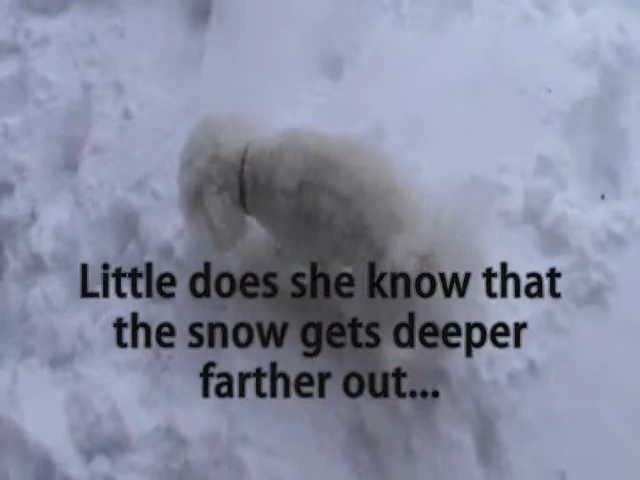 Little does she know that
the snow gets deeper
farther out...